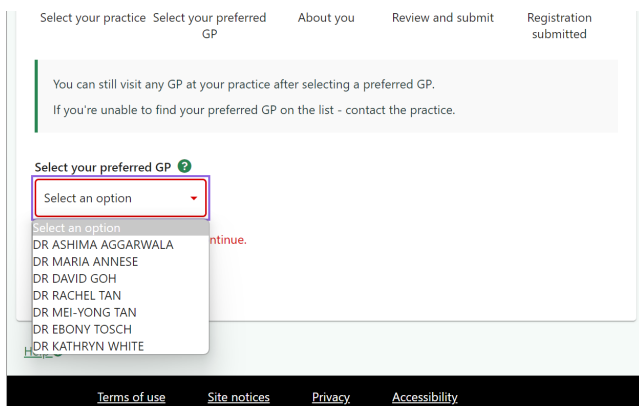 Select your practice
Select your preferred
GP
About you
Review and submit
Registration
submitted
You can still visit any GP at your practice after selecting a preferred GP.
If you're unable to find your preferred GP on the list - contact the practice.
Select your preferred GP ?
Select an option
Select an option
ntinue.
DR ASHIMA AGGARWALA
DR MARIA ANNESE
DR DAVID GOH
DR RACHEL TAN
DR MEI-YONG TAN
DR EBONY TOSCH
DR KATHRYN WHITE
Terms of use
Site notices
Privacy
Accessibility